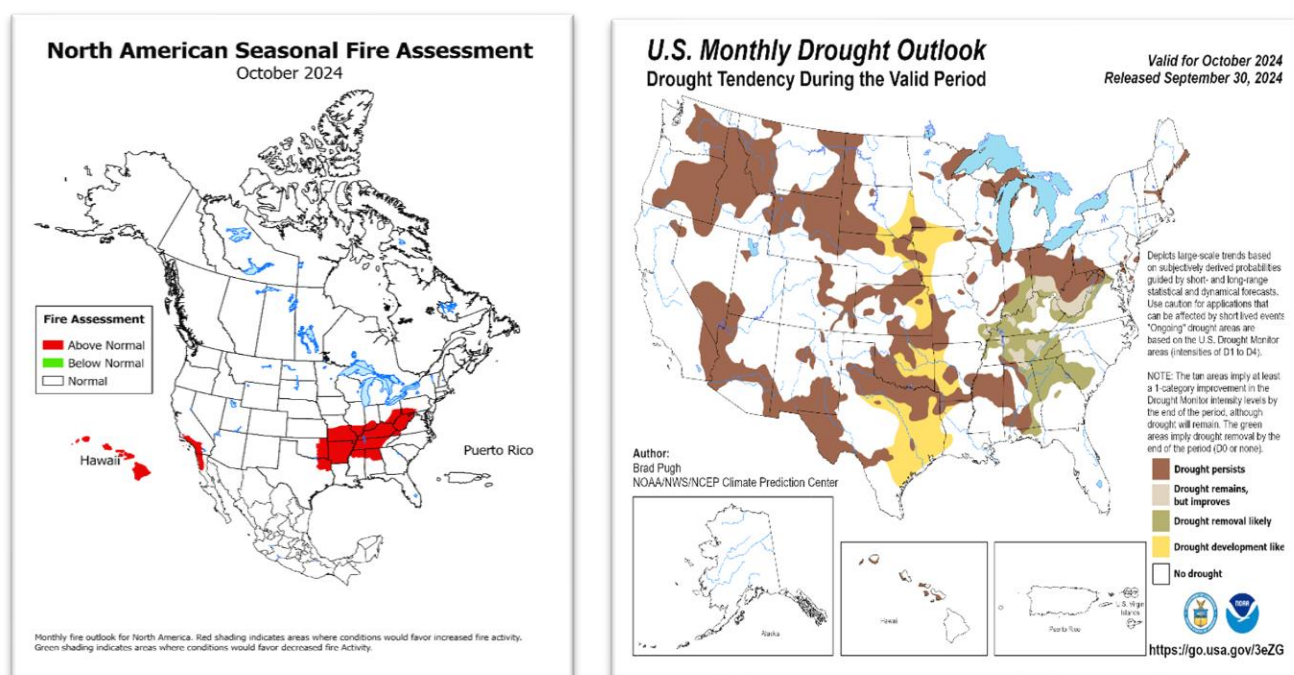 North American Seasonal Fire Assessment
October 2024
Fire Assessment
Above Normal
Below Normal
Normal
Hawaii
Puerto Rico
Monthly fire outlook for North America. Red shading indicates areas where conditions would favor increased fire activity.
Green shading indicates areas where conditions would favor decreased fire Activity.
U.S. Monthly Drought Outlook
Drought Tendency During the Valid Period
Valid for October 2024
Released September 30, 2024
Depicts large-scale trends based
on subjectively derived probabilities
guided by short- and long-range
statistical and dynamical forecasts.
Use caution for applications that
can be affected by short lived events
"Ongoing" drought areas are
based on the U.S. Drought Monitor
areas (intensities of D1 to D4).
NOTE: The tan areas imply at least
a 1-category improvement in the
Drought Monitor intensity levels by
the end of the period, although
drought will remain. The green
areas imply drought removal by the
end of the period (D0 or none).
Author:
Brad Pugh
NOAA/NWS/NCEP Climate Prediction Center
Drought persists
Drought remains,
but improves
Drought removal likely
Drought development like
No drought
Alaska
Hawaii
Puerto Rico
U.S. Virgin
Islands
NOAA
https://go.usa.gov/3eZG